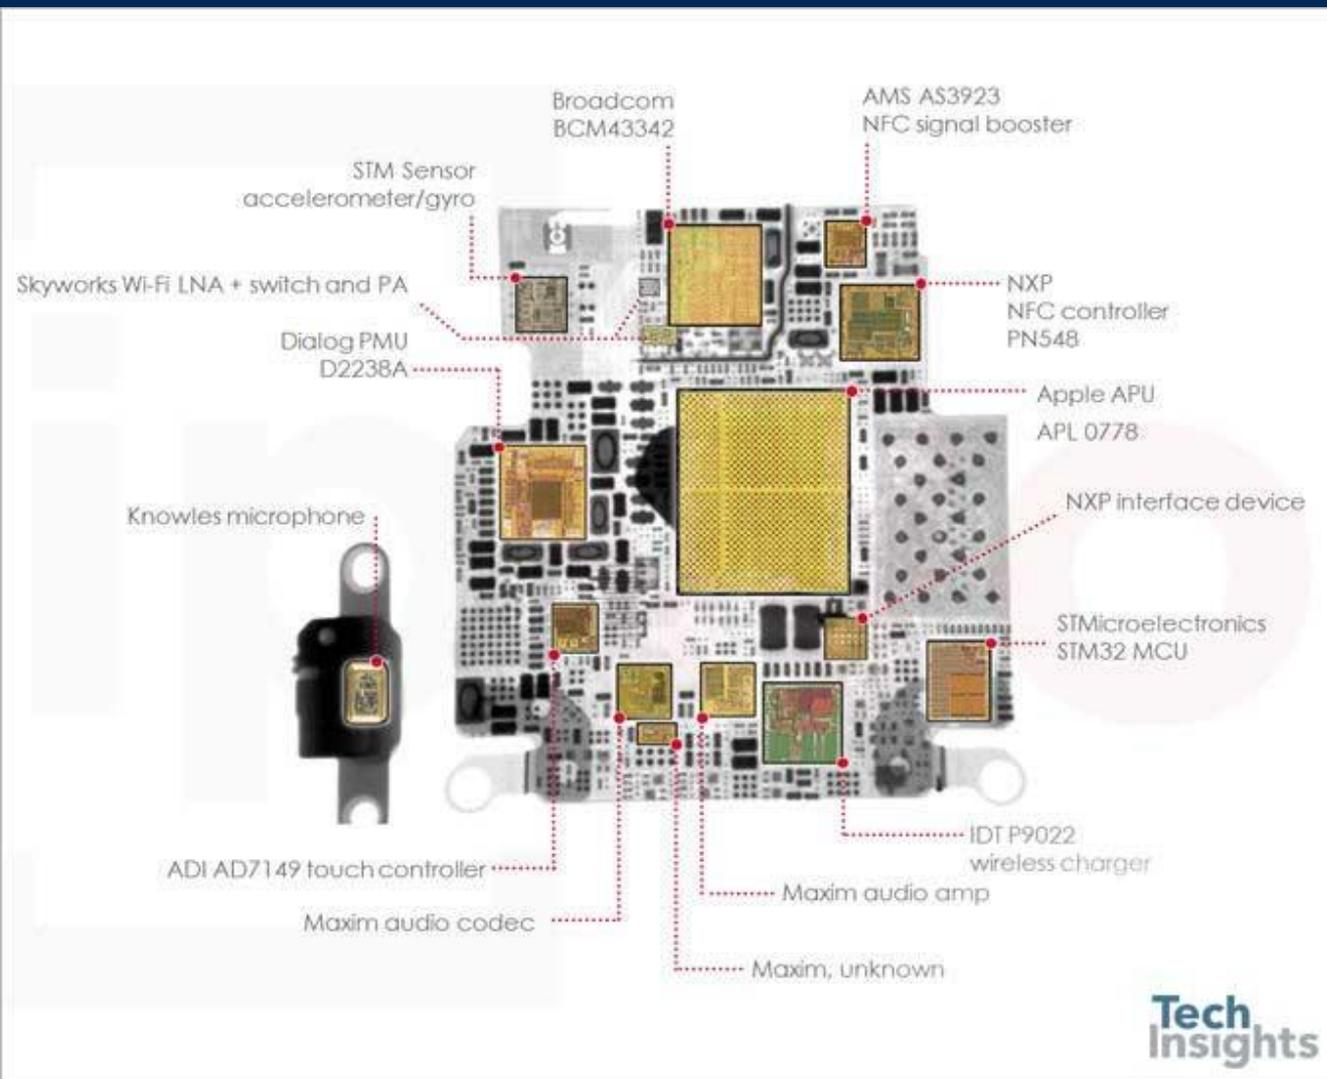 Broadcom
BCM43342
AMS AS3923
NFC signal booster
STM Sensor
accelerometer/gyro
Skyworks Wi-Fi LNA + switch and PA
NXP
NFC controller
PN548
Dialog PMU
D2238A
Apple APU
APL 0778
NXP interface device
Knowles microphone
STMicroelectronics
STM32 MCU
IDT P9022
wireless charger
ADI AD7149 touch controller
Maxim audio amp
Maxim audio codec
Maxim, unknown
Tech
Insights